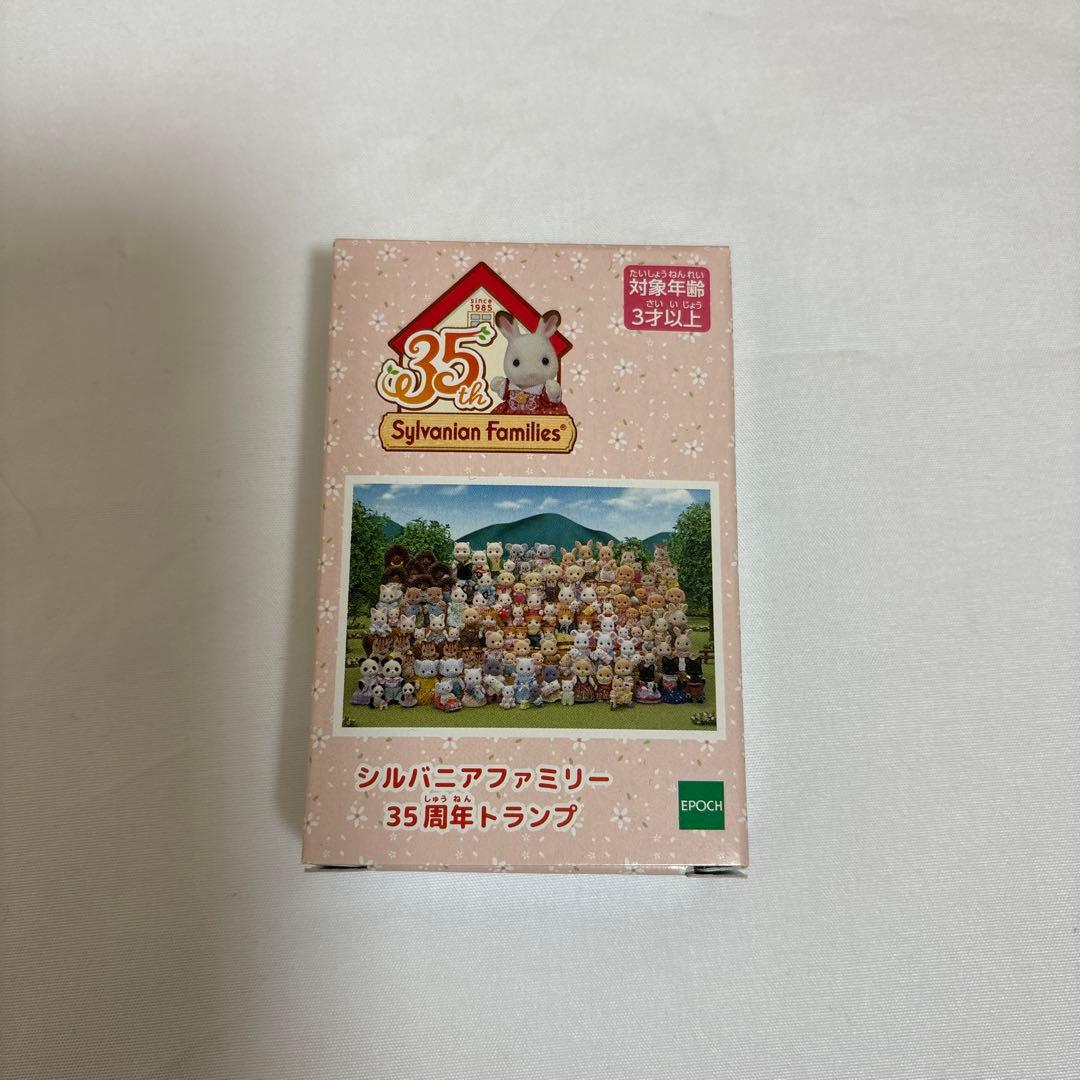 since
1985
35th
Sylvanian Families®
たいしょうねんれい
対象年齢
さいいじょう
3才以上
シルバニアファミリー
しゅうねん
35周年トランプ
EPOCH